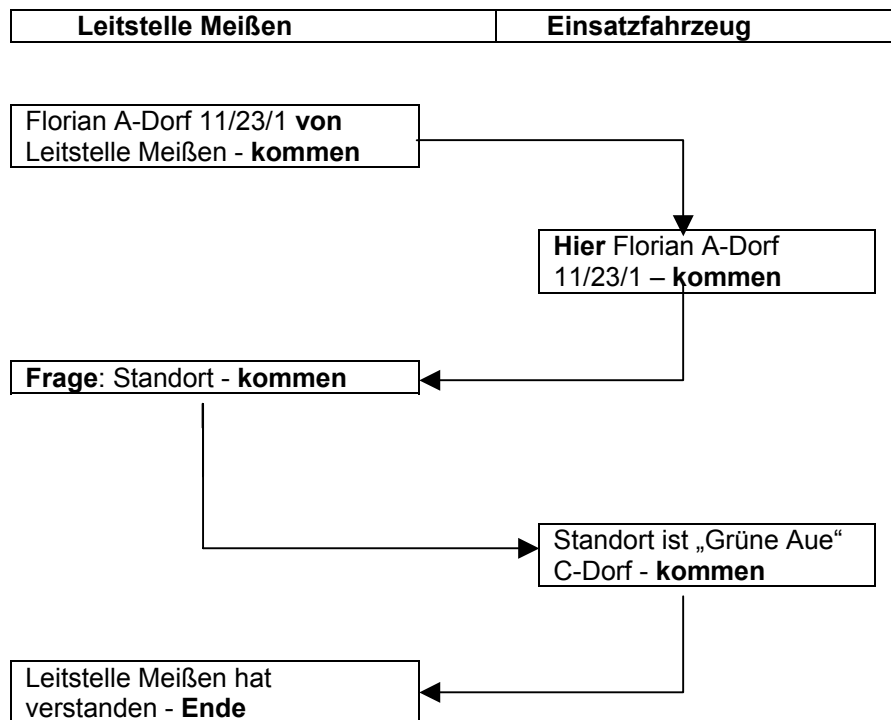 Leitstelle Meißen Einsatzfahrzeug
Florian A-Dorf 11/23/1 von
Leitstelle Meißen - kommen
Hier Florian A-Dorf
11/23/1 – kommen
Frage: Standort - kommen
Standort ist „Grüne Aue“
C-Dorf - kommen
Leitstelle Meißen hat
verstanden - Ende